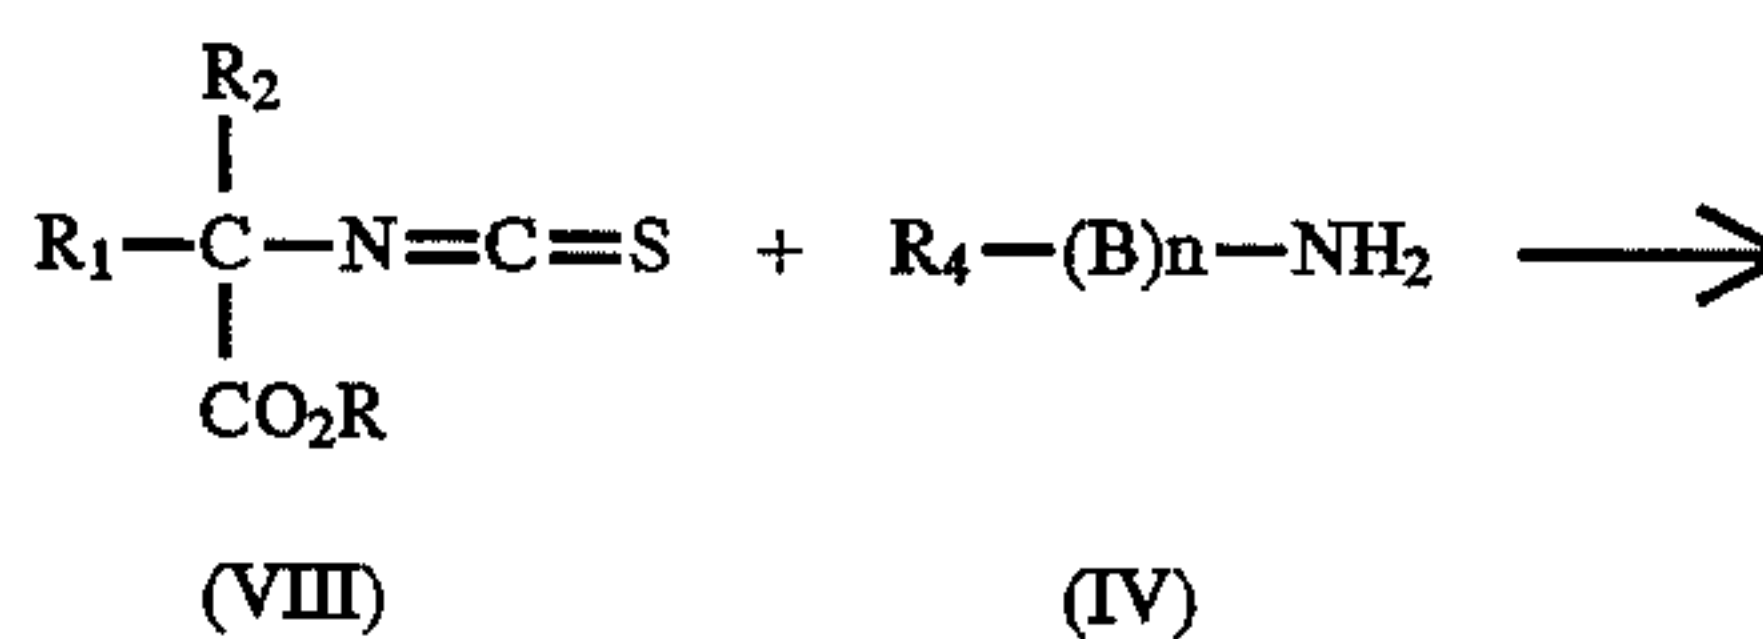 R2
R1—C—N=C=S + R4—(B)n—NH2 →
CO2R
(VIII) (IV)